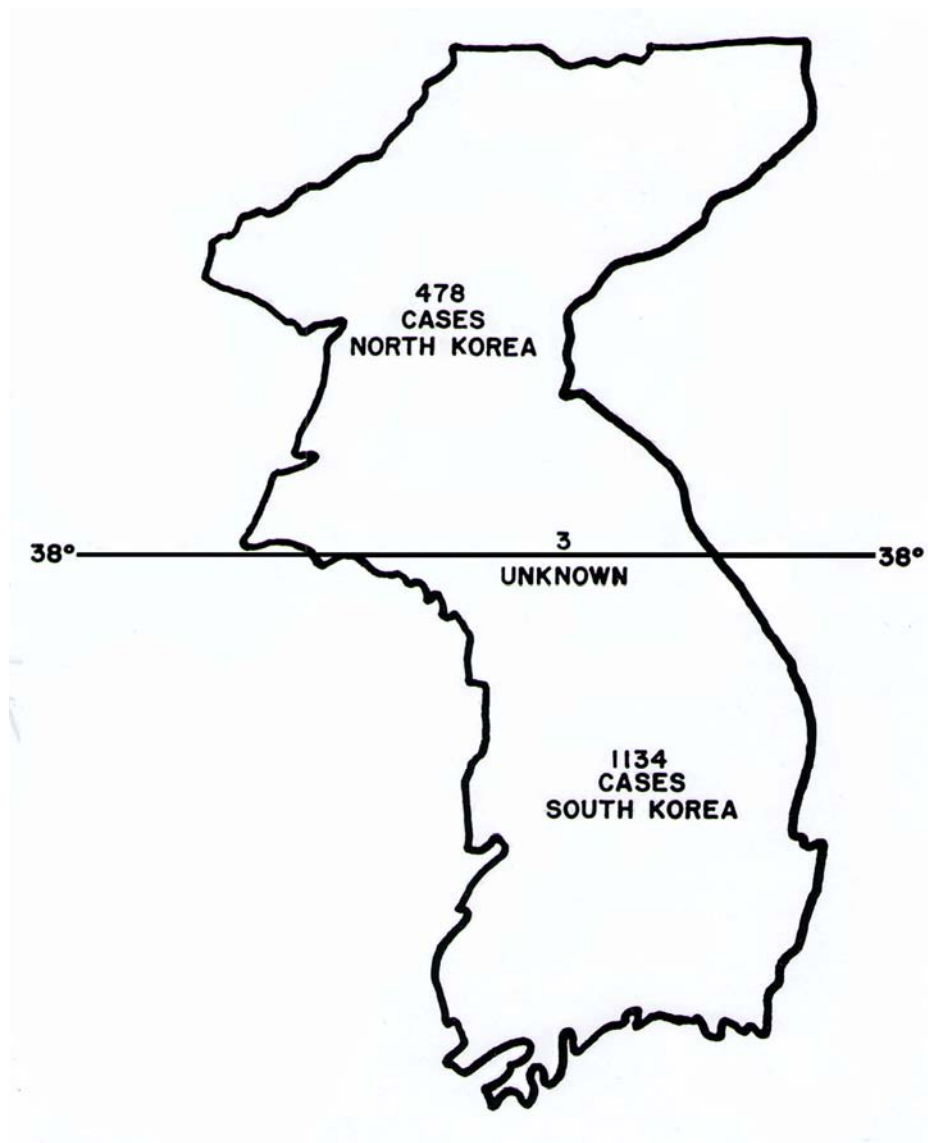 478
CASES
NORTH KOREA
38°
3
38°
UNKNOWN
1134
CASES
SOUTH KOREA